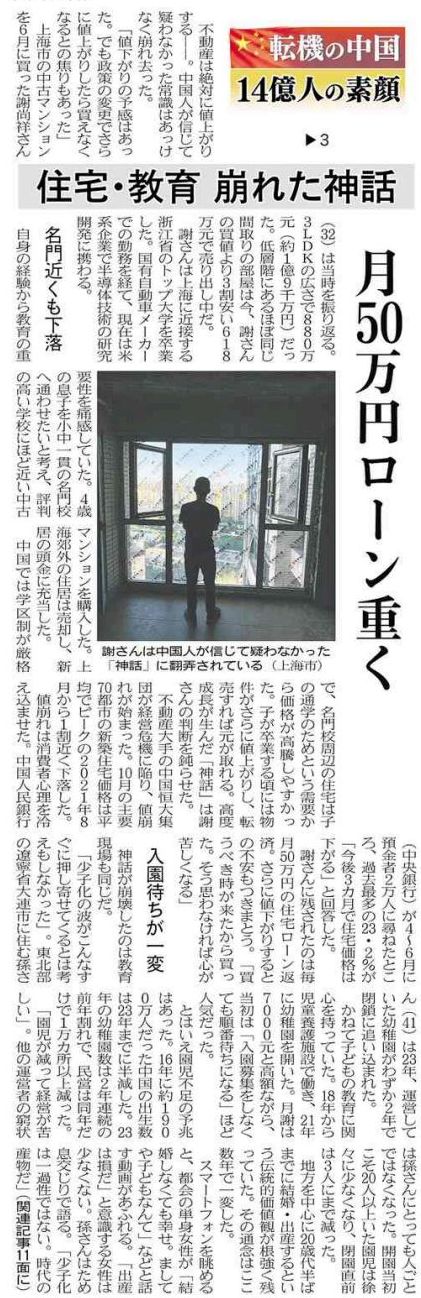 転機の中国
14億人の素顔
▶3
住宅・教育 崩れた神話
月50万円ローン重く
不動産は絶対に値上がり
する――。中国人が信じて
疑わなかった常識はあっけ
なく崩れ去った。
「値下がりの予感はあっ
た。でも政策の変更でさら
に値上がりしたら買えなく
なるとの焦りもあった」
上海市の中古マンション
を6月に買った謝尚祥さん
（32）は当時を振り返る。
3LDKの広さで880万
元（約1億9千万円）だっ
た。低層階にあるほぼ同じ
間取りの部屋は今、謝さん
の買値より3割安い618
万元で売り出し中だ。
謝さんは上海に近接する
浙江省のトップ大学を卒業
した。国有自動車メーカー
での勤務を経て、現在は米
系企業で半導体技術の研究
開発に携わる。
名門近くも下落
自身の経験から教育の重
要性を痛感していた。4歳
の息子を小中一貫の名門校
へ通わせたいと考え、評判
の高い学校にほど近い中古
マンションを購入した。上
海郊外の住居は売却し、新
居の頭金に充当した。
中国では学区制が厳格
謝さんは中国人が信じて疑わなかった
「神話」に翻弄されている（上海市）
で、名門校周辺の住宅は子
の通学のためという需要か
ら価格が高騰しやすかっ
た。子が卒業する頃には物
件がさらに値上がりし、転
売すれば元が取れる。高度
成長が生んだ「神話」は謝
さんの判断を鈍らせた。
不動産大手の中国恒大集
団が経営危機に陥り、値崩
れが始まった。10月の主要
70都市の新築住宅価格は平
均でピークの2021年8
月から1割近く下落した。
値崩れは消費者心理を冷
え込ませた。中国人民銀行
（中央銀行）が4～6月に
預金者2万人に尋ねたとこ
ろ、過去最多の23・2％が
「今後3カ月で住宅価格は
下がる」と回答した。
謝さんに残されたのは毎
月50万円の住宅ローン返
済。さらに値下がりすると
の不安もつきまとう。「買
うべき時が来たから買っ
た。そう思わなければ心が
苦しくなる」
入園待ちが一変
神話が崩壊したのは教育
現場も同じだ。
「少子化の波がこんなす
ぐに押し寄せてくるとは考
えもしなかった」。東北部
の遼寧省大連市に住む孫さ
ん（41）は23年、運営して
いた幼稚園がわずか2年で
閉鎖に追い込まれた。
かねて子どもの教育に関
心を持っていた。18年から
児童養護施設で働き、21年
に幼稚園を開いた。月謝は
7000元と高額ながら、
当初は「入園募集をしなく
ても順番待ちになる」ほど
人気だった。
とはいえ園児不足の予兆
はあった。16年に約190
0万人だった中国の出生数
は23年までに半減した。23
年の幼稚園数は2年連続の
前年割れで、民営は同年だ
けで1万カ所以上減った。
「園児が減って経営が苦
しい」。他の運営者の窮状
は孫さんにとっても人ごと
ではなくなった。開園当初
こそ20人以上いた園児は徐
々に少なくなり、閉園直前
は3人にまで減った。
地方を中心に20歳代半ば
までに結婚・出産するとい
う伝統的価値観が根強く残
っていた。その通念はここ
数年で一変した。
スマートフォンを眺める
と、都会の単身女性が「結
婚しなくても幸せ。まして
や子どもなんて」などと話
す動画があふれる。「出産
は損だ」と意識する女性は
少なくない。孫さんはため
息交じりで語る。「少子化
は一過性ではない。時代の
産物だ」（関連記事11面に）